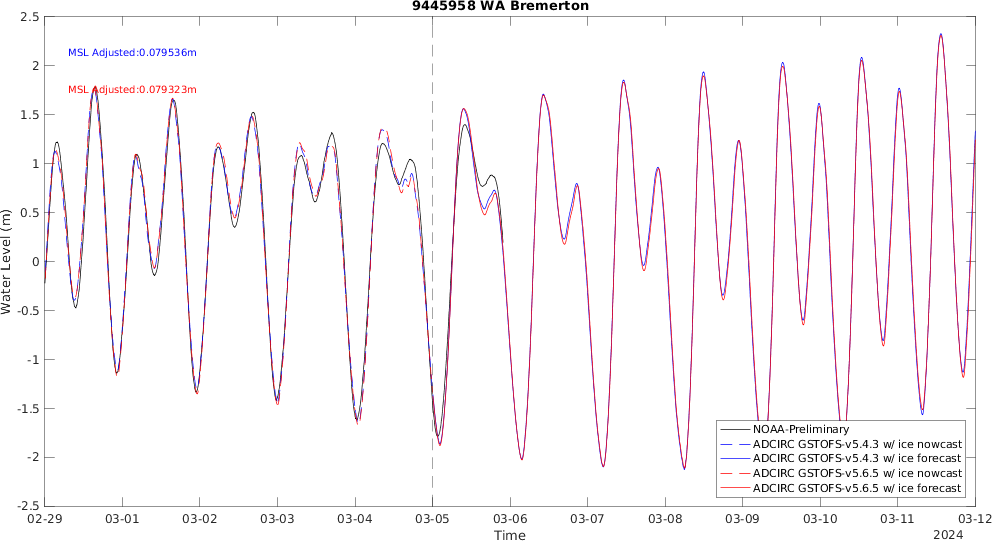 9445958 WA Bremerton
2.5
2
1.5
1
0.5
0
-0.5
-1
-1.5
-2
-2.5
Water Level (m)
MSL Adjusted:0.079536m
MSL Adjusted:0.079323m
NOAA-Preliminary
ADCIRC GSTOFS-v5.4.3 w/ ice nowcast
ADCIRC GSTOFS-v5.4.3 w/ ice forecast
ADCIRC GSTOFS-v5.6.5 w/ ice nowcast
ADCIRC GSTOFS-v5.6.5 w/ ice forecast
02-29 03-01 03-02 03-03 03-04 03-05 03-06 03-07 03-08 03-09 03-10 03-11 03-12
Time
2024